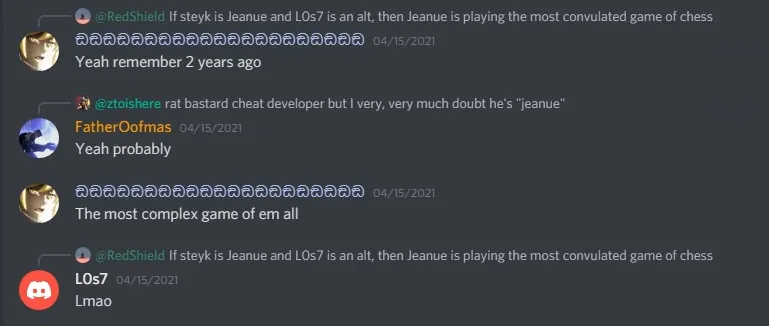 @RedShield If steyk is Jeanue and L0s7 is an alt, then Jeanue is playing the most convulated game of chess
ඞඞඞඞඞඞඞඞඞඞඞඞඞඞඞඞඞඞඞඞඞ 04/15/2021
Yeah remember 2 years ago
@ztoishere rat bastard cheat developer but I very, very much doubt he's "jeanue"
FatherOofmas 04/15/2021
Yeah probably
ඞඞඞඞඞඞඞඞඞඞඞඞඞඞඞඞඞඞඞඞඞ 04/15/2021
The most complex game of em all
@RedShield If steyk is Jeanue and L0s7 is an alt, then Jeanue is playing the most convulated game of chess
L0s7 04/15/2021
Lmao